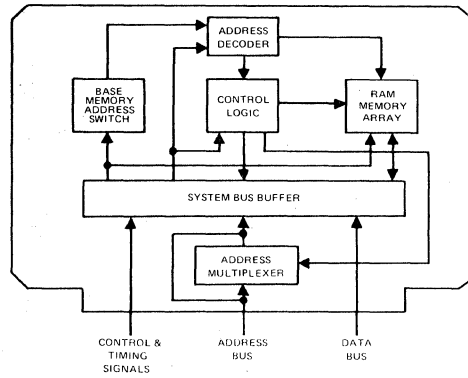 ADDRESS
DECODER
BASE
MEMORY
ADDRESS
SWITCH
CONTROL
LOGIC
RAM
MEMORY
ARRAY
SYSTEM BUS BUFFER
ADDRESS
MULTIPLEXER
CONTROL &
TIMING
SIGNALS
ADDRESS
BUS
DATA
BUS